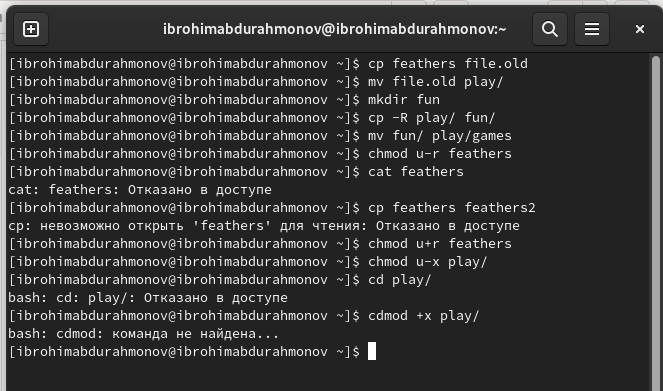 ibrohimabdurahmonov@ibrohimabdurahmonov:~
[ibrohimabdurahmonov@ibrohimabdurahmonov ~]$ cp feathers file.old
[ibrohimabdurahmonov@ibrohimabdurahmonov ~]$ mv file.old play/
[ibrohimabdurahmonov@ibrohimabdurahmonov ~]$ mkdir fun
[ibrohimabdurahmonov@ibrohimabdurahmonov ~]$ cp -R play/ fun/
[ibrohimabdurahmonov@ibrohimabdurahmonov ~]$ mv fun/ play/games
[ibrohimabdurahmonov@ibrohimabdurahmonov ~]$ chmod u-r feathers
[ibrohimabdurahmonov@ibrohimabdurahmonov ~]$ cat feathers
cat: feathers: Отказано в доступе
[ibrohimabdurahmonov@ibrohimabdurahmonov ~]$ cp feathers feathers2
cp: невозможно открыть 'feathers' для чтения: Отказано в доступе
[ibrohimabdurahmonov@ibrohimabdurahmonov ~]$ chmod u+r feathers
[ibrohimabdurahmonov@ibrohimabdurahmonov ~]$ chmod u-x play/
[ibrohimabdurahmonov@ibrohimabdurahmonov ~]$ cd play/
bash: cd: play/: Отказано в доступе
[ibrohimabdurahmonov@ibrohimabdurahmonov ~]$ cdmod +x play/
bash: cdmod: команда не найдена...
[ibrohimabdurahmonov@ibrohimabdurahmonov ~]$